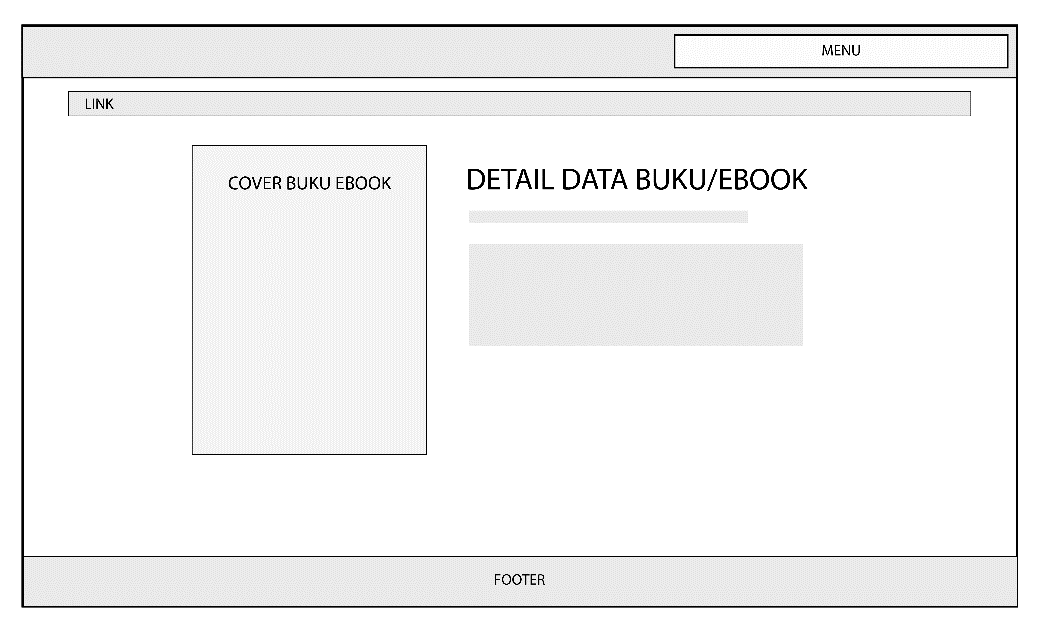 MENU
LINK
COVER BUKU EBOOK
DETAIL DATA BUKU/EBOOK
FOOTER